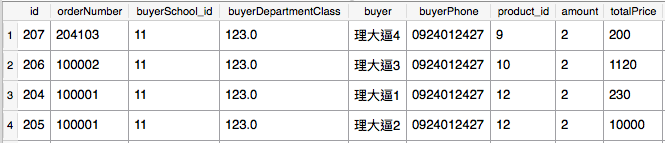 id orderNumber buyerSchool_id buyerDepartmentClass buyer buyerPhone product_id amount totalPrice
1 207 204103 11 123.0 理大逼4 0924012427 9 2 200
2 206 100002 11 123.0 理大逼3 0924012427 10 2 1120
3 204 100001 11 123.0 理大逼1 0924012427 12 2 230
4 205 100001 11 123.0 理大逼2 0924012427 12 2 10000